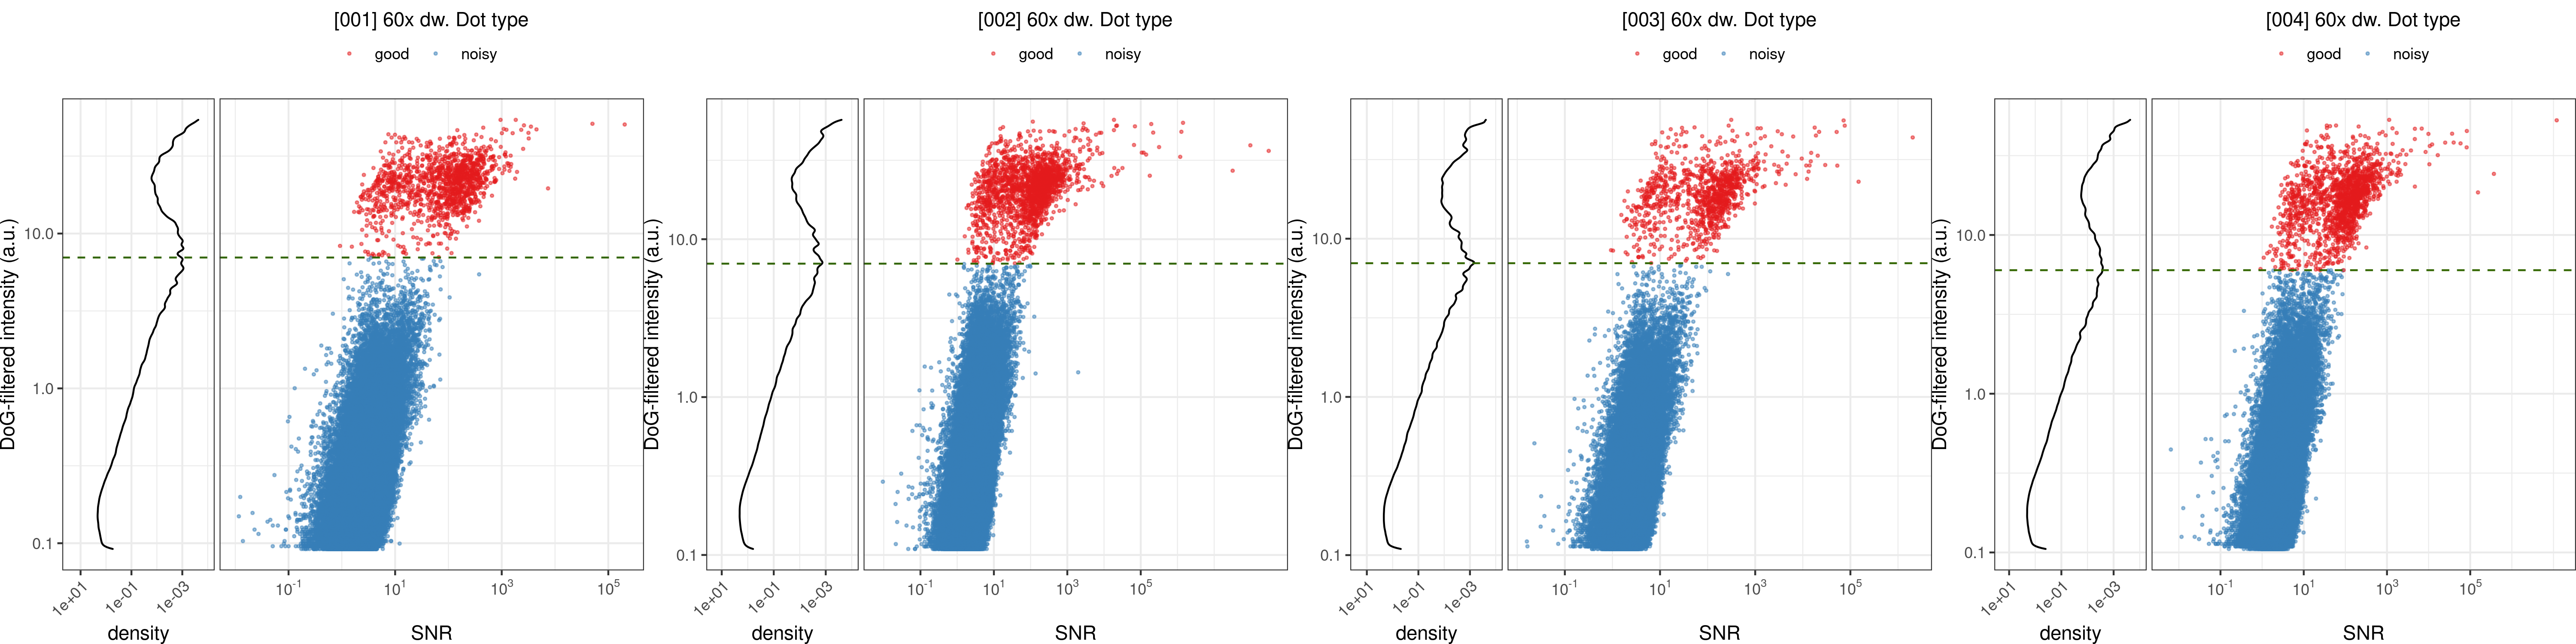 [001] 60x dw. Dot type
good noisy
DoG-filtered intensity (a.u.)
10.0
1.0
0.1
1e+01 1e-01 1e-03
density
10^-1 10^1 10^3 10^5
SNR
[002] 60x dw. Dot type
good noisy
DoG-filtered intensity (a.u.)
10.0
1.0
0.1
1e+01 1e-01 1e-03
density
10^-1 10^1 10^3 10^5
SNR
[003] 60x dw. Dot type
good noisy
DoG-filtered intensity (a.u.)
10.0
1.0
0.1
1e+01 1e-01 1e-03
density
10^-1 10^1 10^3 10^5
SNR
[004] 60x dw. Dot type
good noisy
DoG-filtered intensity (a.u.)
10.0
1.0
0.1
1e+01 1e-01 1e-03
density
10^-1 10^1 10^3 10^5
SNR